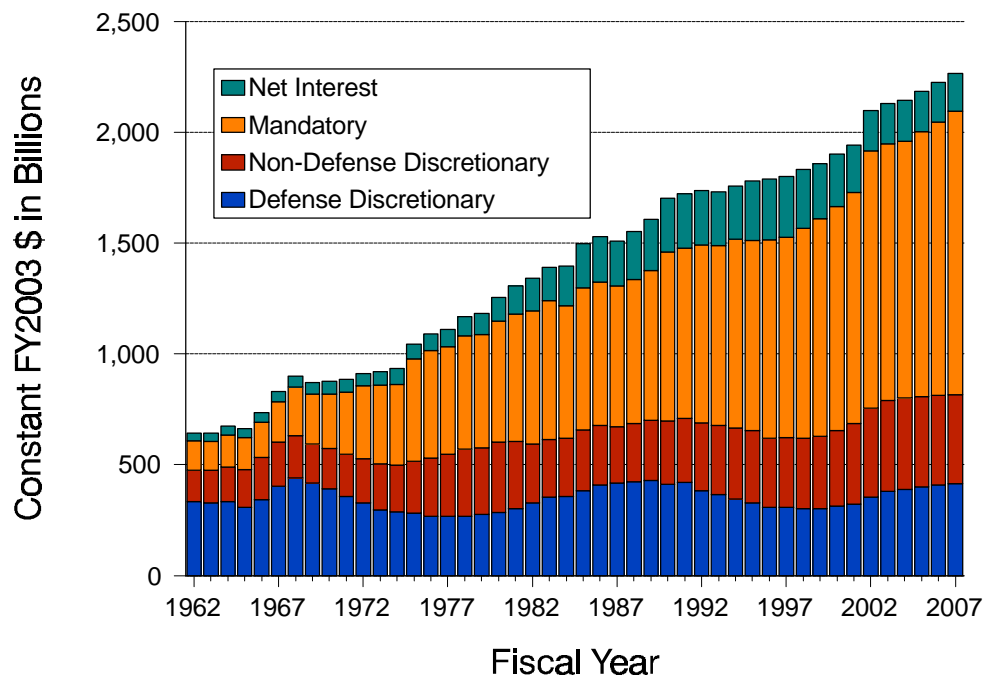 Constant FY2003 $ in Billions
2,500
2,000
1,500
1,000
500
0
Net Interest
Mandatory
Non-Defense Discretionary
Defense Discretionary
1962 1967 1972 1977 1982 1987 1992 1997 2002 2007
Fiscal Year